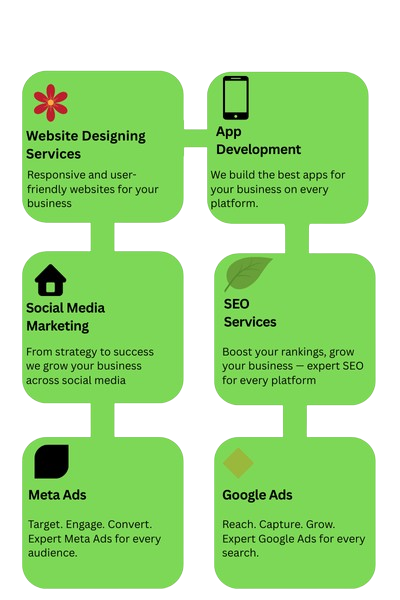 Website Designing
Services
Responsive and user-
friendly websites for your
business
App
Development
We build the best apps for
your business on every
platform.
Social Media
Marketing
From strategy to success
we grow your business
across social media
SEO
Services
Boost your rankings, grow
your business — expert SEO
for every platform
Meta Ads
Target. Engage. Convert.
Expert Meta Ads for every
audience.
Google Ads
Reach. Capture. Grow.
Expert Google Ads for every
search.